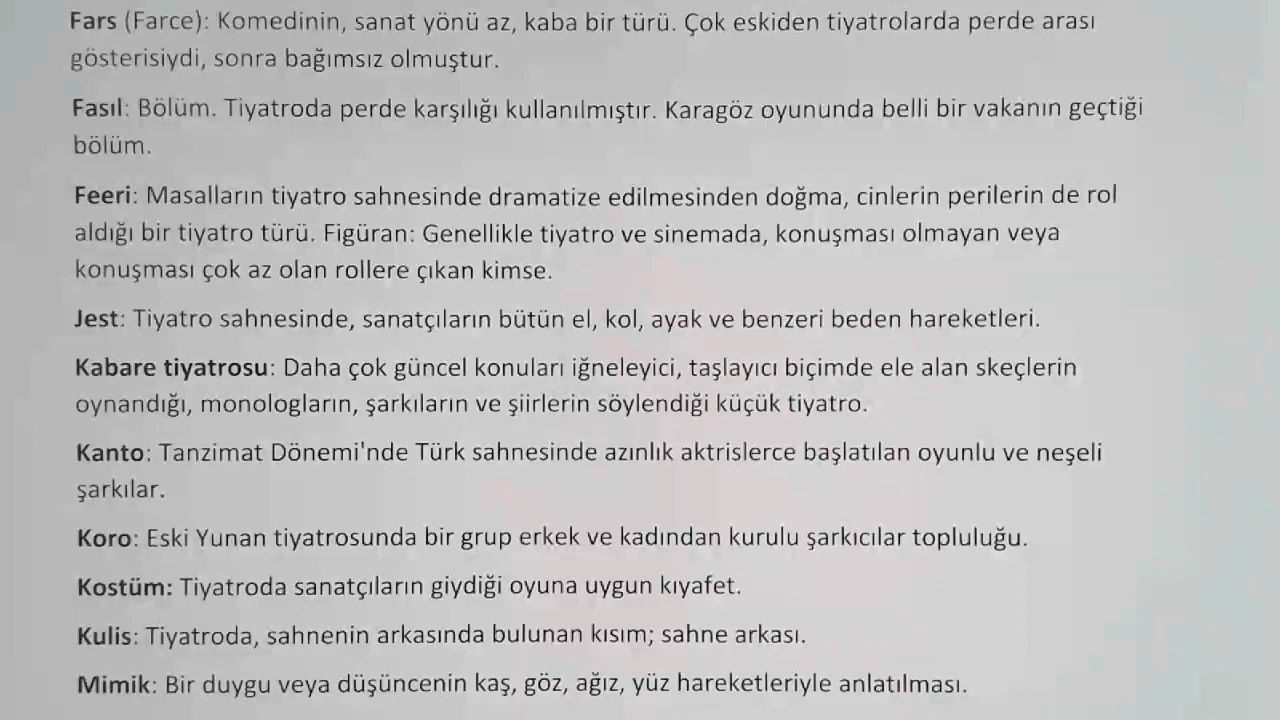 Fars (Farce): Komedinin, sanat yönü az, kaba bir türü. Çok eskiden tiyatrolarda perde arası
gösterisiydi, sonra bağımsız olmuştur.
Fasıl: Bölüm. Tiyatroda perde karşılığı kullanılmıştır. Karagöz oyununda belli bir vakanın geçtiği
bölüm.
Feeri: Masalların tiyatro sahnesinde dramatize edilmesinden doğma, cinlerin perilerin de rol
aldığı bir tiyatro türü. Figüran: Genellikle tiyatro ve sinemada, konuşması olmayan veya
konuşması çok az olan rollere çıkan kimse.
Jest: Tiyatro sahnesinde, sanatçıların bütün el, kol, ayak ve benzeri beden hareketleri.
Kabare tiyatrosu: Daha çok güncel konuları iğneleyici, taşlayıcı biçimde ele alan skeçlerin
oynandığı, monologların, şarkıların ve şiirlerin söylendiği küçük tiyatro.
Kanto: Tanzimat Dönemi'nde Türk sahnesinde azınlık aktrislerce başlatılan oyunlu ve neşeli
şarkılar.
Koro: Eski Yunan tiyatrosunda bir grup erkek ve kadından kurulu şarkıcılar topluluğu.
Kostüm: Tiyatroda sanatçıların giydiği oyuna uygun kıyafet.
Kulis: Tiyatroda, sahnenin arkasında bulunan kısım; sahne arkası.
Mimik: Bir duygu veya düşüncenin kaş, göz, ağız, yüz hareketleriyle anlatılması.